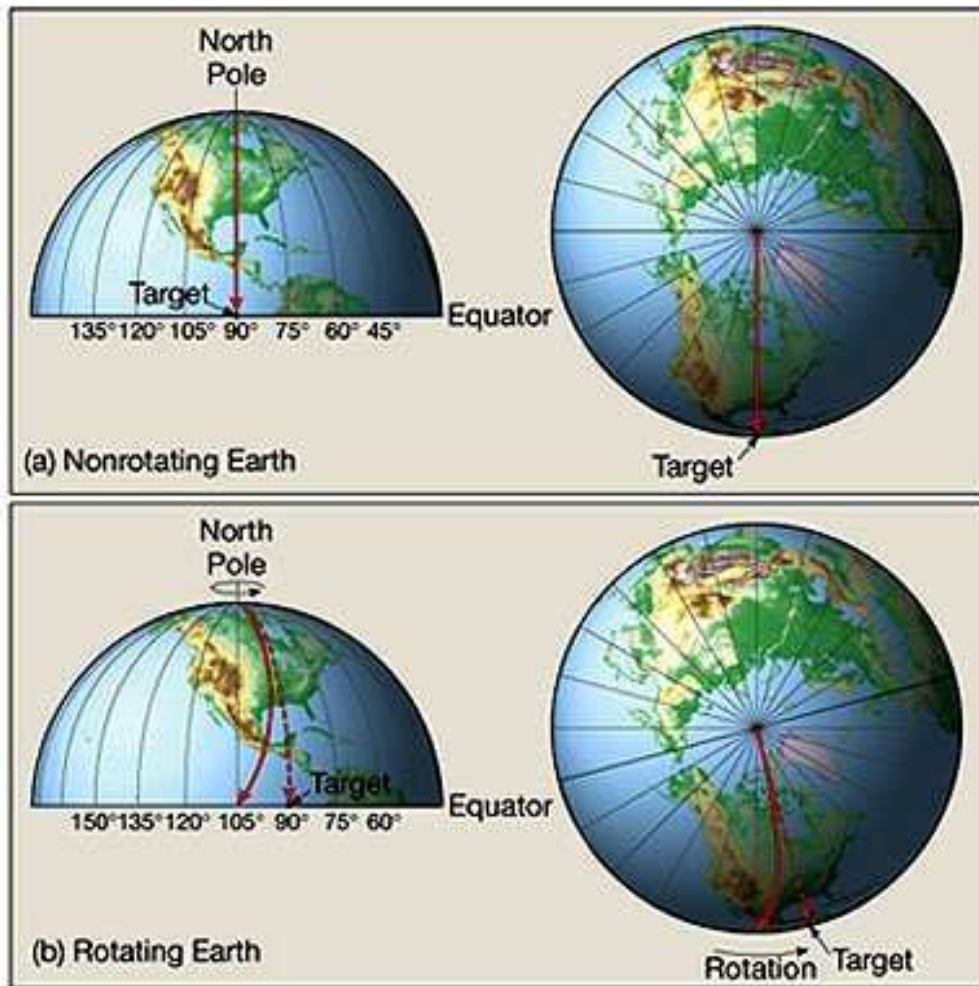 North
Pole
Target
Equator
135° 120° 105° 90° 75° 60° 45°
(a) Nonrotating Earth
Target
North
Pole
Target
Equator
150° 135° 120° 105° 90° 75° 60°
(b) Rotating Earth
Rotation
Target